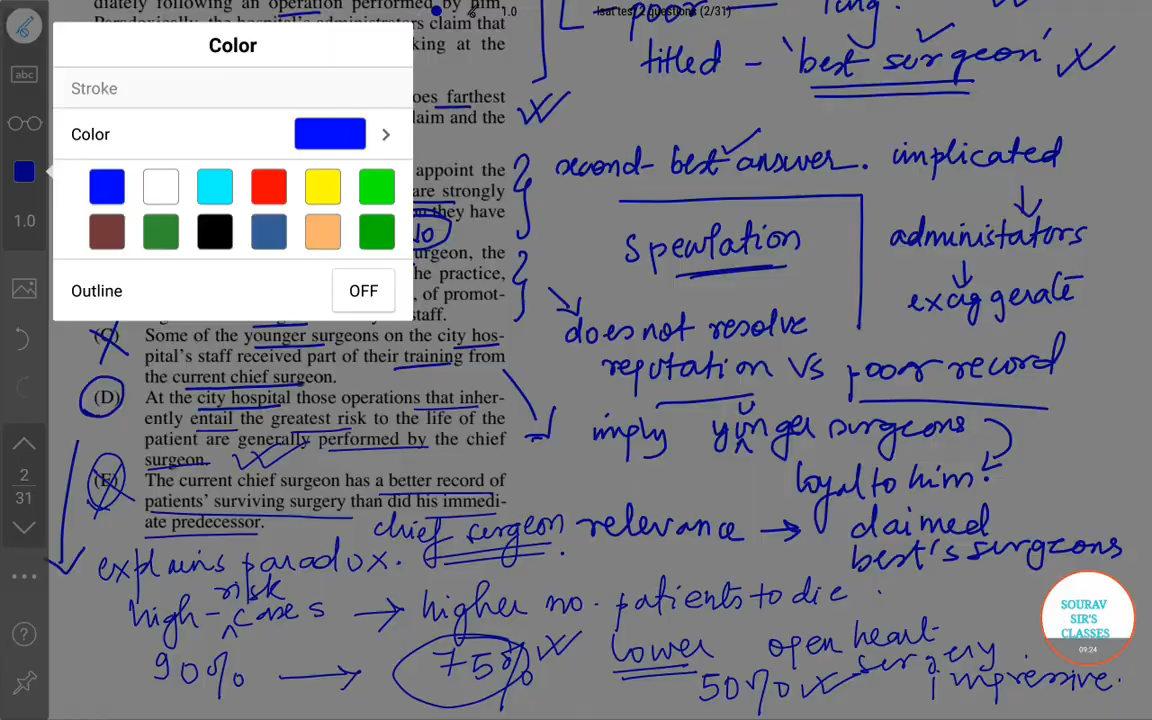 diately following an operation performed by him.
Paradoxically, the hospital's administrators claim that
king at the
oes farthest
laim and the
appoint the
are strongly
o they have
urgeon, the
he practice,
, of promot-
staff.
(C) Some of the younger surgeons on the city hos-
pital's staff received part of their training from
the current chief surgeon.
(D) At the city hospital those operations that inher-
ently entail the greatest risk to the life of the
patient are generally performed by the chief
surgeon.
(E) The current chief surgeon has a better record of
patients' surviving surgery than did his immedi-
ate predecessor.
1.0
lsat test 2 questions (2/31)
Color
Stroke
Color
Outline OFF
abc
1.0
2
31
poor
titled - 'best surgeon'
second-best answer. implicated
speculation
administators
exaggerate
does not resolve
reputation vs poor record
imply younger surgeons
loyal to him?
chief surgeon relevance → claimed
best's surgeons
explains paradox.
risk
high-cases → higher no. patients to die.
90% → 75% lower open heart
surgery
50% impressive.
SOURAV
SIR'S
CLASSES
09:24